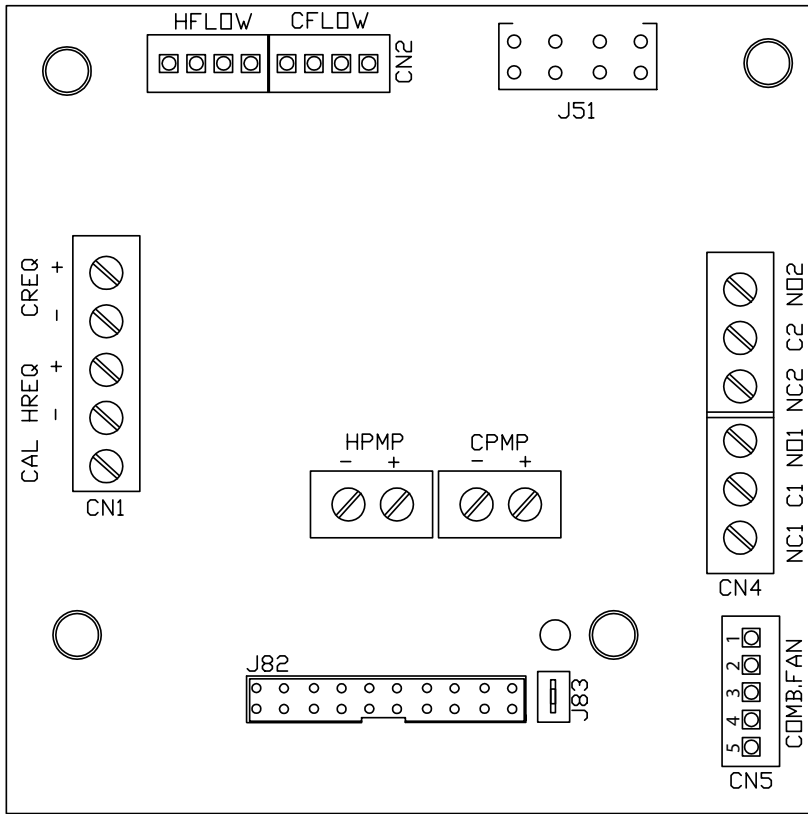 HFLOW CFLOW
CN2
J51
CREQ + -
HREQ + -
CAL
CN1
NO2
C2
NC2
NO1
C1
NC1
CN4
HPMP CPMP
- + - +
J82
J83
1
2
3
4
5
COMB.FAN
CN5